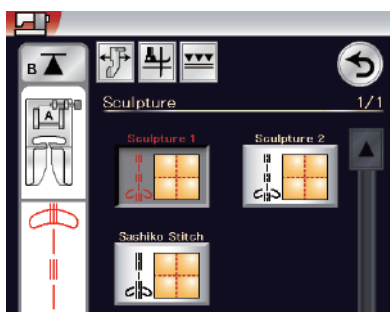 B
A
Sculpture 1/1
Sculpture 1 Sculpture 2
Sashiko Stitch